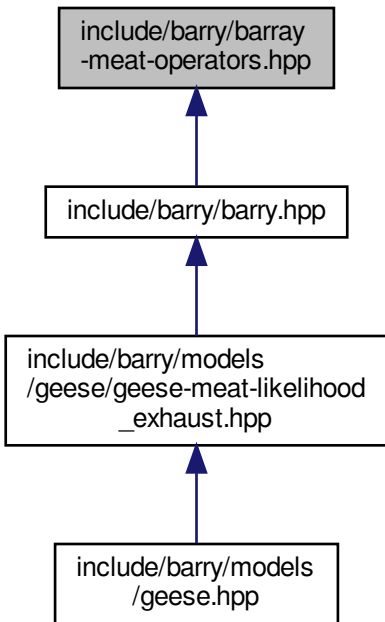 include/barry/barray
-meat-operators.hpp
include/barry/barry.hpp
include/barry/models
/geese/geese-meat-likelihood
_exhaust.hpp
include/barry/models
/geese.hpp